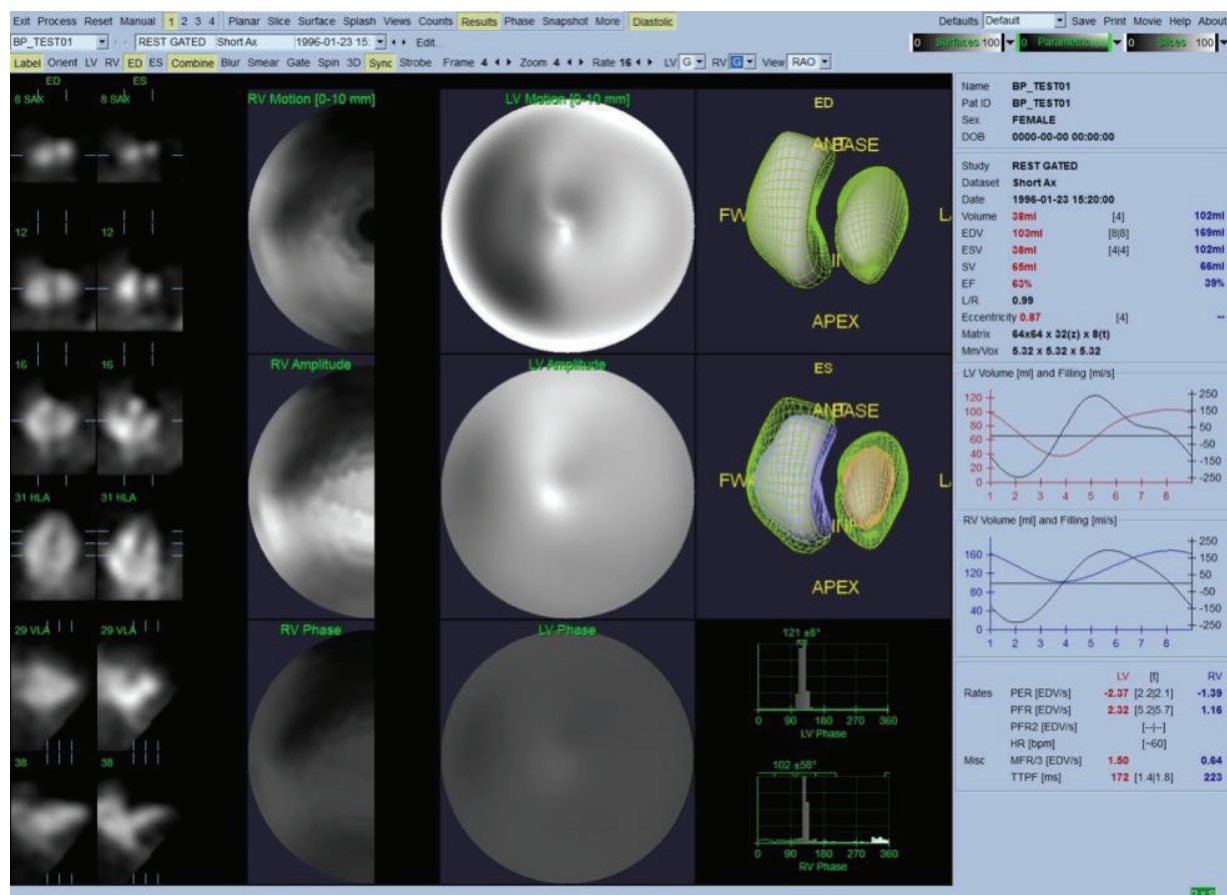 Exit Process Reset Manual 1 2 3 4 Planar Slice Surface Splash Views Counts Results Phase Snapshot More Diastolic Defaults Default Save Print Movie Help About
BP_TEST01 REST GATED Short Ax 1996-01-23 15: Edit... 0 Surfaces 100 0 Parametric 0 Slices 100
Label Orient LV RV ED ES Combine Blur Smear Gate Spin 3D Sync Strobe Frame 4 Zoom 4 Rate 16 LV G RV G View RAO
ED ES
8 SAX 8 SAX
12 12
16 16
31 HLA 31 HLA
29 VLA 29 VLA
38 38
RV Motion [0-10 mm] LV Motion [0-10 mm]
RV Amplitude LV Amplitude
RV Phase LV Phase
ED
ANT BASE
FW
APEX
ES
ANT BASE
FW
APEX
121 ±6°
0 90 180 270 360
LV Phase
102 ±58°
0 90 180 270 360
RV Phase
Name BP_TEST01
Pat ID BP_TEST01
Sex FEMALE
DOB 0000-00-00 00:00:00
Study REST GATED
Dataset Short Ax
Date 1996-01-23 15:20:00
Volume 38ml [4] 102ml
EDV 103ml [8|8] 169ml
ESV 38ml [4|4] 102ml
SV 65ml 66ml
EF 63% 39%
L/R 0.99
Eccentricity 0.87 [4] --
Matrix 64x64 x 32(z) x 8(t)
Mm/Vox 5.32 x 5.32 x 5.32
LV Volume [ml] and Filling [ml/s]
120 100 80 60 40 20 0
250 150 50 -50 -150 -250
1 2 3 4 5 6 7 8
RV Volume [ml] and Filling [ml/s]
160 120 80 40 0
250 150 50 -50 -150 -250
1 2 3 4 5 6 7 8
LV [t] RV
Rates PER [EDV/s] -2.37 [2.2|2.1] -1.39
PFR [EDV/s] 2.32 [5.2|5.7] 1.16
PFR2 [EDV/s] [--|--]
HR [bpm] [~60]
Misc MFR/3 [EDV/s] 1.50 0.64
TTPF [ms] 172 [1.4|1.8] 223